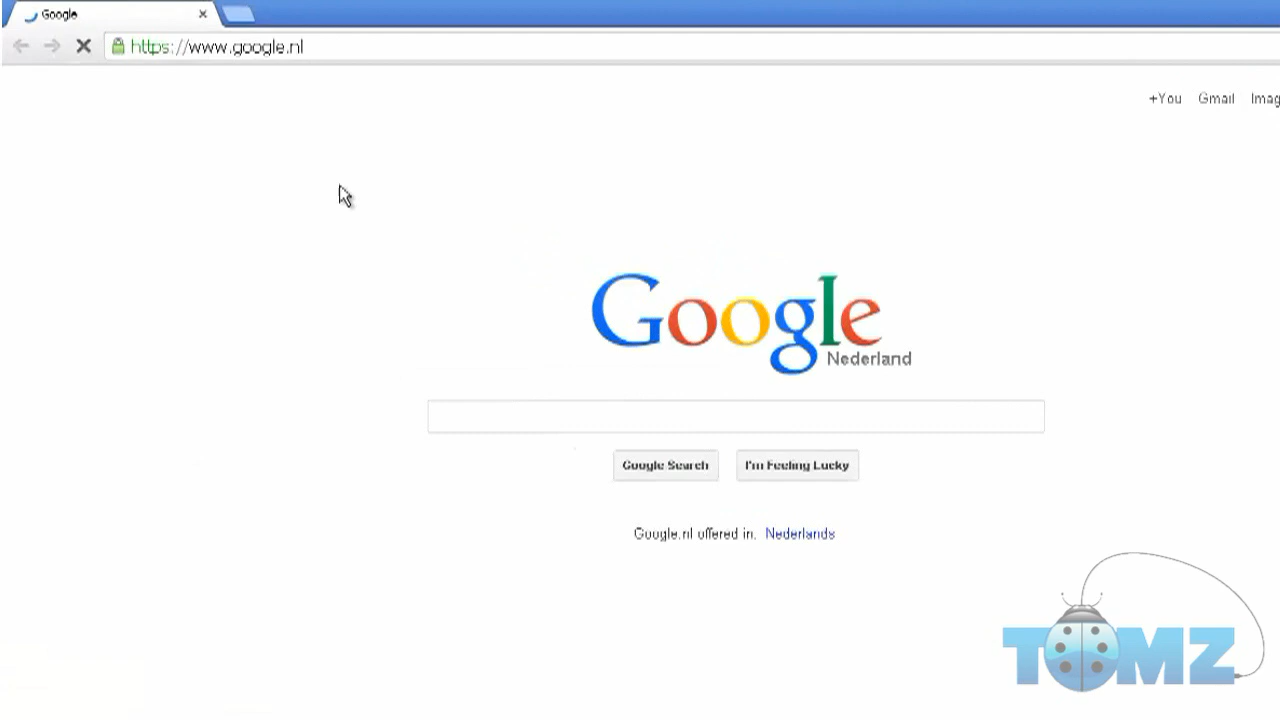 Google
https://www.google.nl
+You Gmail Imag
Google
Nederland
Google Search I'm Feeling Lucky
Google.nl offered in: Nederlands
TOMZ